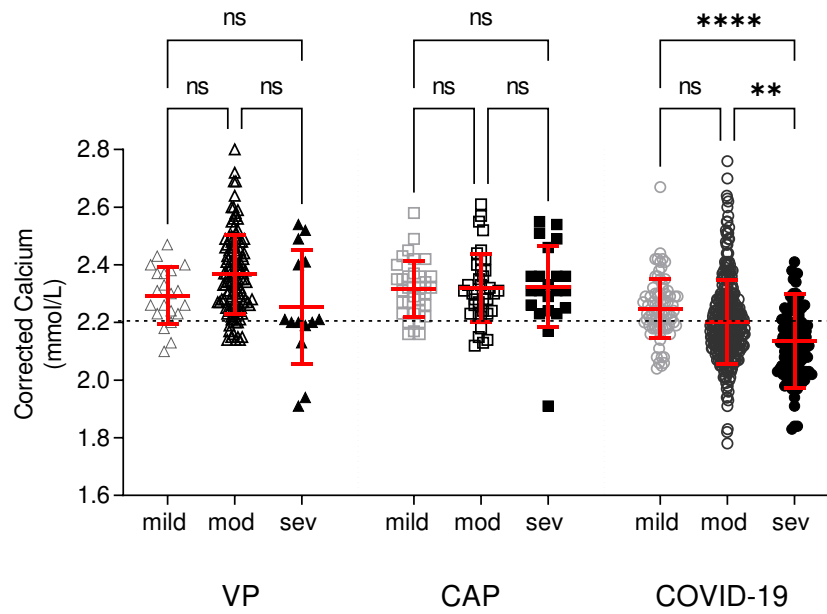 ns ns ****
ns ns ns ns ns **
2.8
2.6
2.4
2.2
2.0
1.8
1.6
Corrected Calcium
(mmol/L)
mild mod sev mild mod sev mild mod sev
VP CAP COVID-19